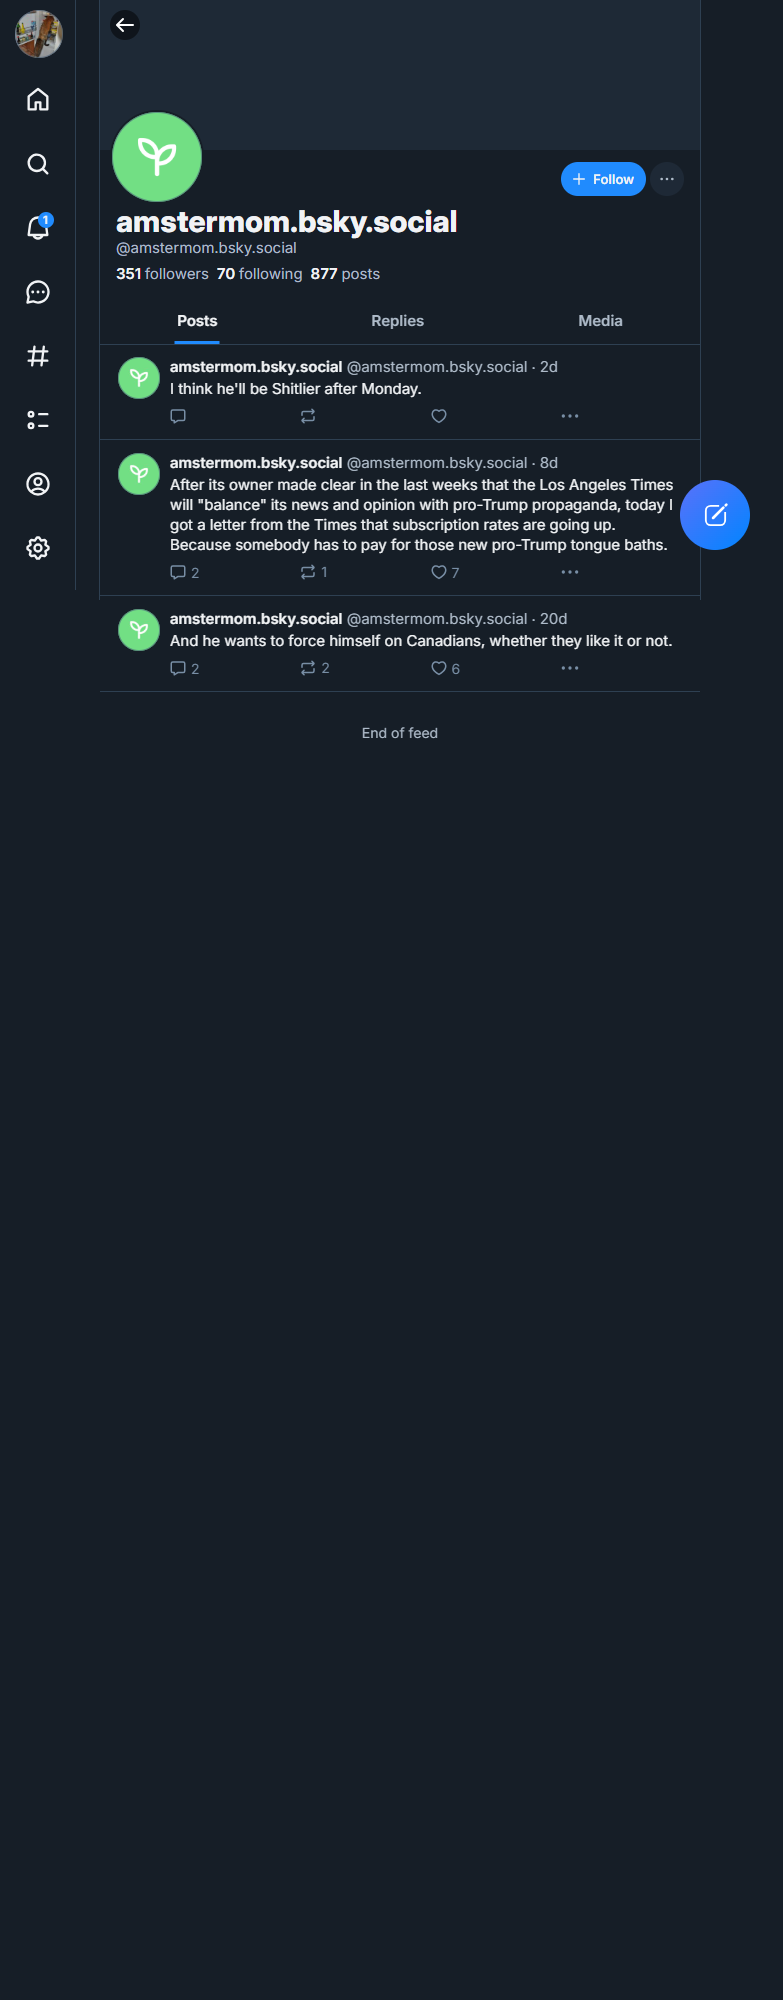 1
Follow
amstermom.bsky.social
@amstermom.bsky.social
351 followers 70 following 877 posts
Posts Replies Media
amstermom.bsky.social @amstermom.bsky.social · 2d
I think he'll be Shitlier after Monday.
amstermom.bsky.social @amstermom.bsky.social · 8d
After its owner made clear in the last weeks that the Los Angeles Times
will "balance" its news and opinion with pro-Trump propaganda, today I
got a letter from the Times that subscription rates are going up.
Because somebody has to pay for those new pro-Trump tongue baths.
2 1 7
amstermom.bsky.social @amstermom.bsky.social · 20d
And he wants to force himself on Canadians, whether they like it or not.
2 2 6
End of feed